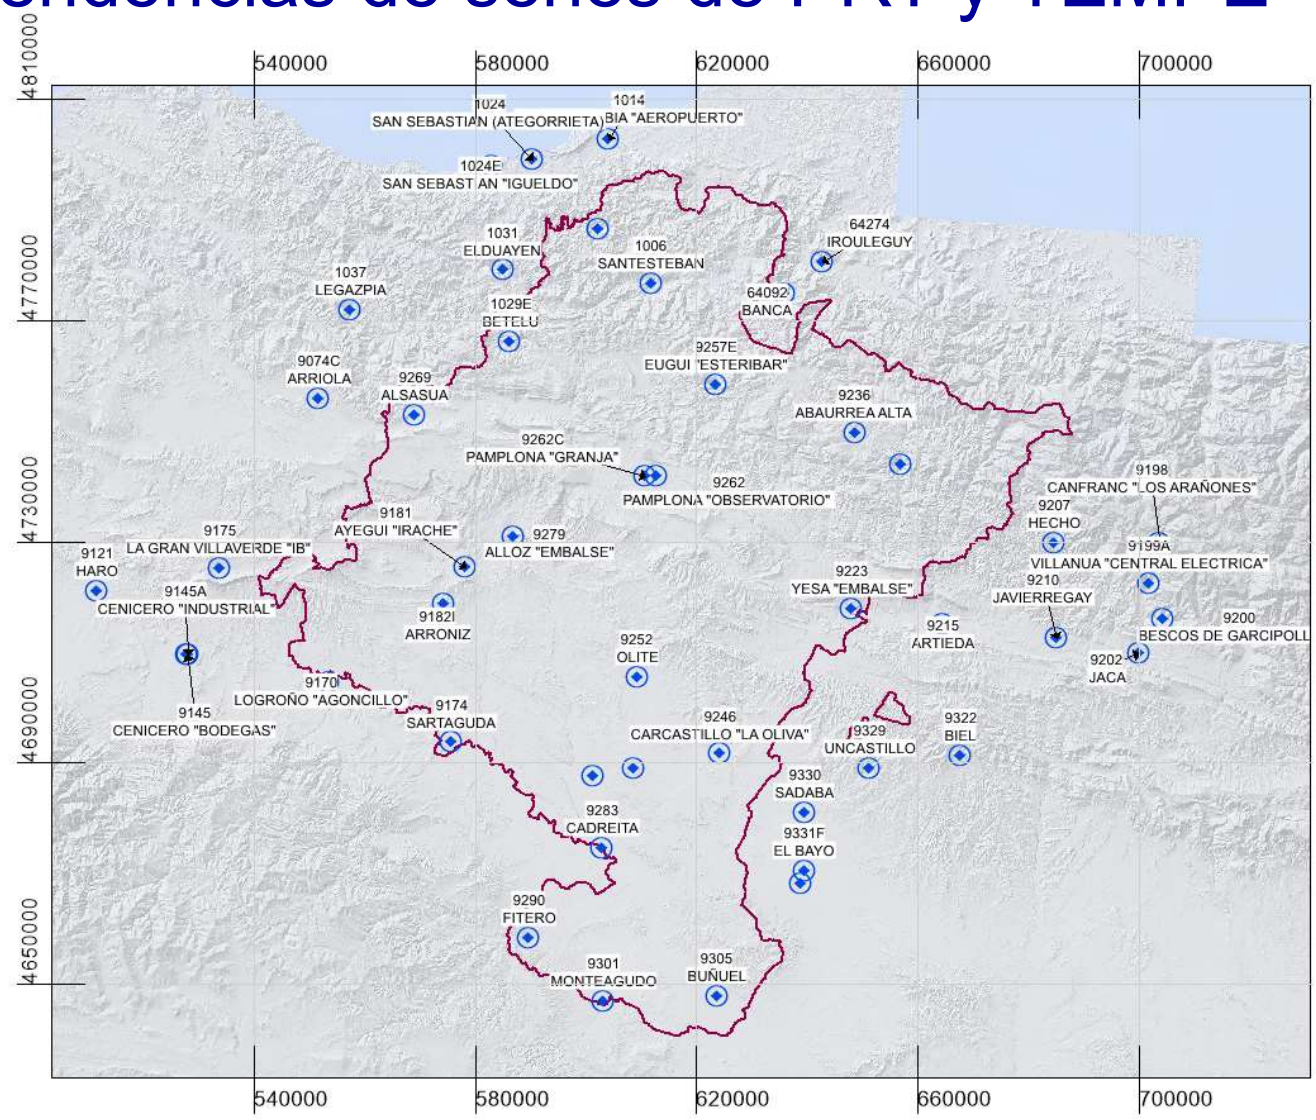 de series de PRT y TEMPE
540000 580000 620000 660000 700000
4810000
4770000
4730000
4690000
4650000
1024
SAN SEBASTIAN (ATEGORRIETA)
1014
BIA "AEROPUERTO"
1024E
SAN SEBASTIAN "IGUELDO"
1031
ELDUAYEN
64274
IROULEGUY
1006
SANTESTEBAN
1037
LEGAZPIA
64092
BANCA
1029E
BETELU
9257E
EUGUI "ESTERIBAR"
9074C
ARRIOLA
9269
ALSASUA
9236
ABAURREA ALTA
9262C
PAMPLONA "GRANJA"
9262
PAMPLONA "OBSERVATORIO"
9198
CANFRANC "LOS ARAÑONES"
9207
HECHO
9181
AYEGUI "IRACHE"
9175
LA GRAN VILLAVERDE "IB"
9279
ALLOZ "EMBALSE"
9199A
VILLANUA "CENTRAL ELECTRICA"
9121
HARO
9223
YESA "EMBALSE"
9210
JAVIERREGAY
9145A
CENICERO "INDUSTRIAL"
9182I
ARRONIZ
9215
ARTIEDA
9200
BESCOS DE GARCIPOLL
9252
OLITE
9202
JACA
9170
LOGROÑO "AGONCILLO"
9145
CENICERO "BODEGAS"
9174
SARTAGUDA
9246
CARCASTILLO "LA OLIVA"
9329
UNCASTILLO
9322
BIEL
9330
SADABA
9283
CADREITA
9331F
EL BAYO
9290
FITERO
9301
MONTEAGUDO
9305
BUÑUEL
540000 580000 620000 660000 700000